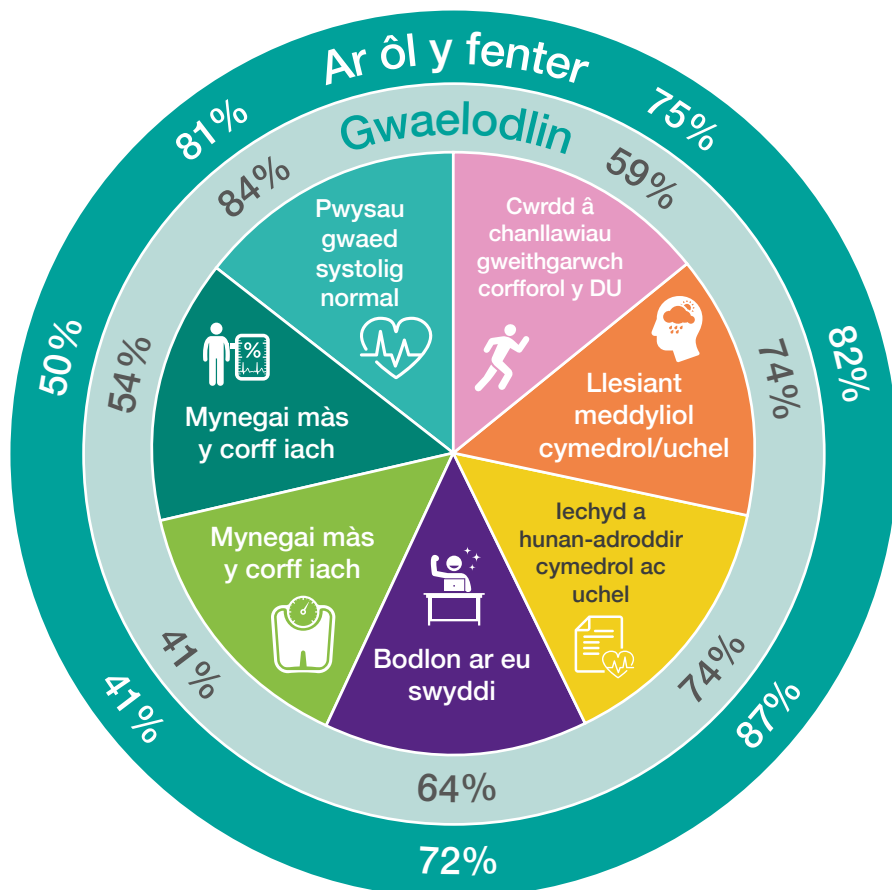 Ar ôl y fenter
Gwaelodlin
81%
75%
84%
59%
Pwysau
gwaed
systolig
normal
Cwrdd â
chanllawiau
gweithgarwch
corfforol y DU
50%
54%
%
Mynegai màs
y corff iach
Llesiant
meddyliol
cymedrol/uchel
74%
82%
Mynegai màs
y corff iach
41%
41%
Bodlon ar eu
swyddi
64%
72%
Iechyd a
hunan-adroddir
cymedrol ac
uchel
74%
87%